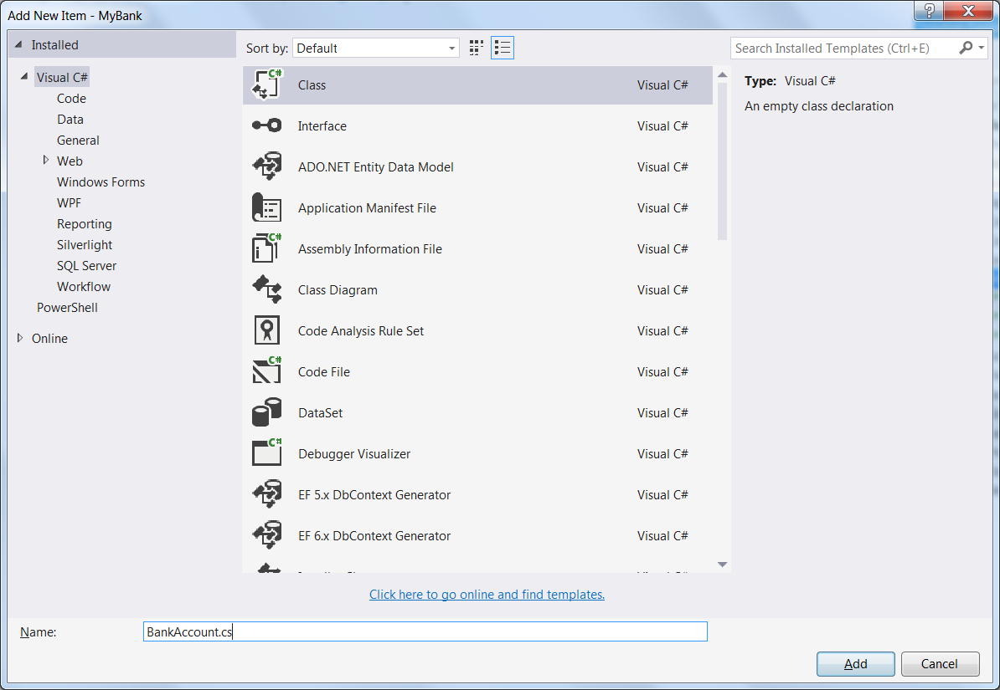 Add New Item - MyBank
?
Installed
Visual C#
Code
Data
General
Web
Windows Forms
WPF
Reporting
Silverlight
SQL Server
Workflow
PowerShell
Online
Sort by: Default
Search Installed Templates (Ctrl+E)
C# Class Visual C#
Interface Visual C#
ADO.NET Entity Data Model Visual C#
Application Manifest File Visual C#
C# Assembly Information File Visual C#
Class Diagram Visual C#
Code Analysis Rule Set Visual C#
C# Code File Visual C#
DataSet Visual C#
C# Debugger Visualizer Visual C#
EF 5.x DbContext Generator Visual C#
EF 6.x DbContext Generator Visual C#
Type: Visual C#
An empty class declaration
Click here to go online and find templates.
Name: BankAccount.cs
Add Cancel